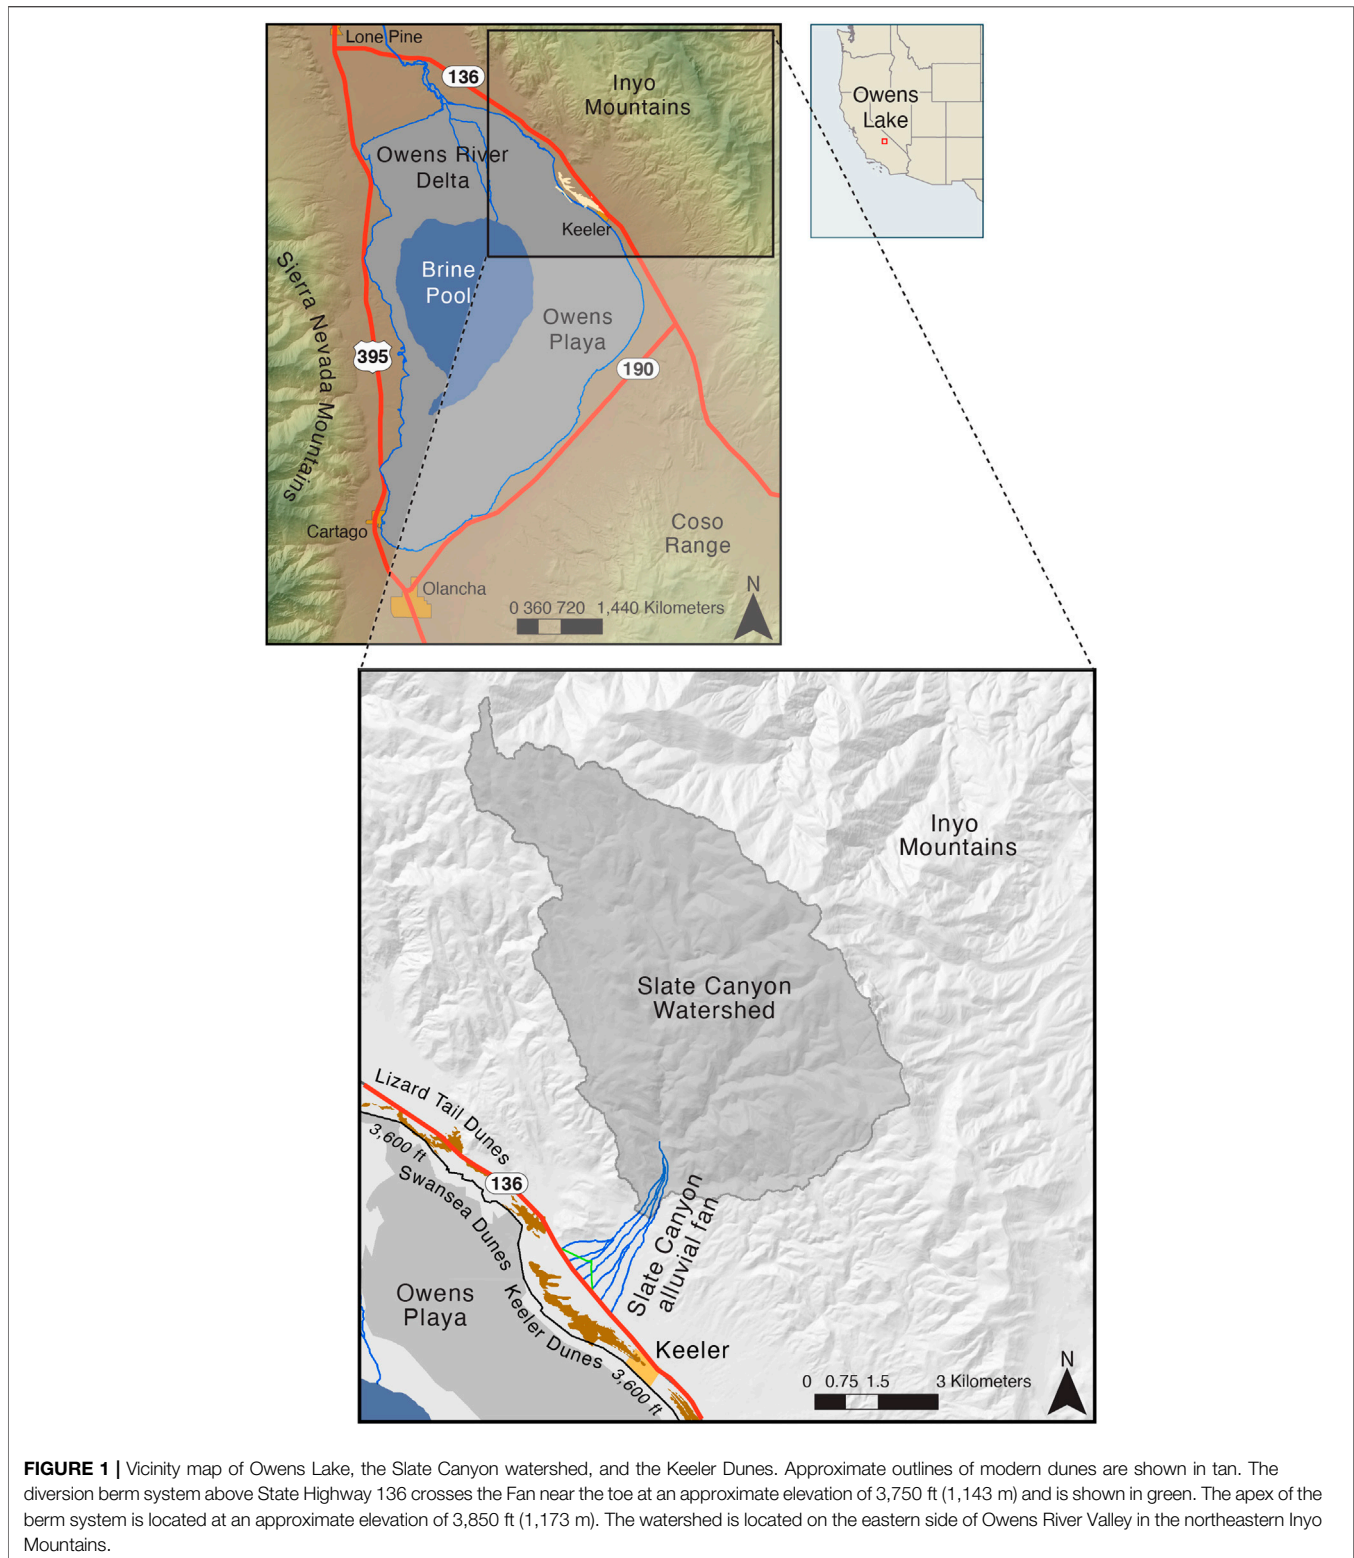 Lone Pine
136
Inyo
Mountains
Owens River
Delta
Keeler
Brine
Pool
Owens
Playa
Sierra Nevada Mountains
395
190
Cartago
Coso
Range
Olancha
N
0 360 720 1,440 Kilometers
Owens
Lake
Inyo
Mountains
Slate Canyon
Watershed
Lizard Tail Dunes
3,600 ft
136
Swansea Dunes
Slate Canyon
alluvial fan
Owens
Playa
Keeler Dunes
Keeler
3,600 ft
N
0 0.75 1.5 3 Kilometers
FIGURE 1 | Vicinity map of Owens Lake, the Slate Canyon watershed, and the Keeler Dunes. Approximate outlines of modern dunes are shown in tan. The
diversion berm system above State Highway 136 crosses the Fan near the toe at an approximate elevation of 3,750 ft (1,143 m) and is shown in green. The apex of the
berm system is located at an approximate elevation of 3,850 ft (1,173 m). The watershed is located on the eastern side of Owens River Valley in the northeastern Inyo
Mountains.